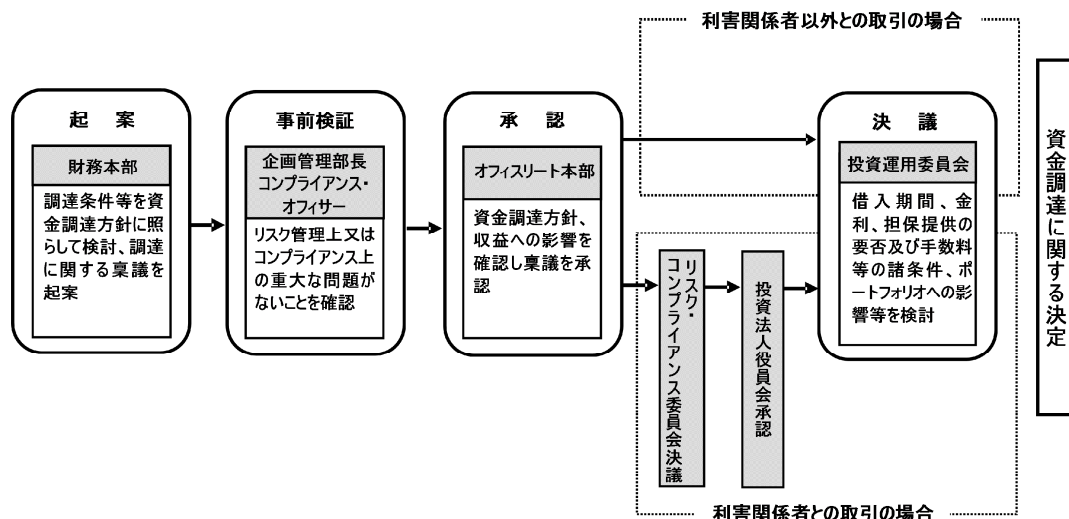 利害関係者以外との取引の場合
起　案
財務本部
調達条件等を資
金調達方針に照
らして検討、調達
に関する稟議を
起案
事前検証
企画管理部長
コンプライアンス・
オフィサー
リスク管理上又は
コンプライアンス上
の重大な問題が
ないことを確認
承　認
オフィスリート本部
資金調達方針、
収益への影響を
確認し稟議を承
認
リスク・
コンプライアンス委員会決議
投資法人役員会承認
決　議
投資運用委員会
借入期間、金
利、担保提供の
要否及び手数料
等の諸条件、ポ
ートフォリオへの影
響等を検討
利害関係者との取引の場合
資金調達に関する決定